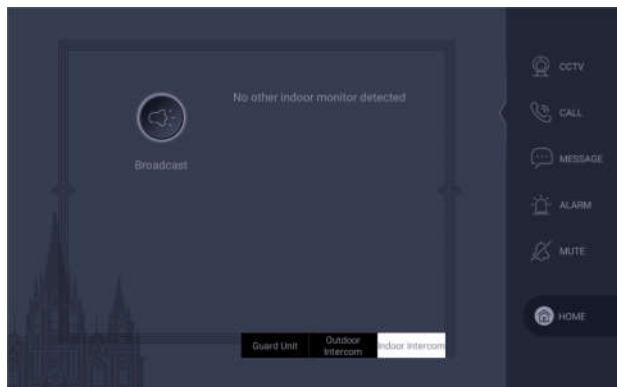 No other indoor monitor detected
Broadcast
CCTV
CALL
MESSAGE
ALARM
MUTE
HOME
Guard Unit
Outdoor
Intercom
Indoor Intercom